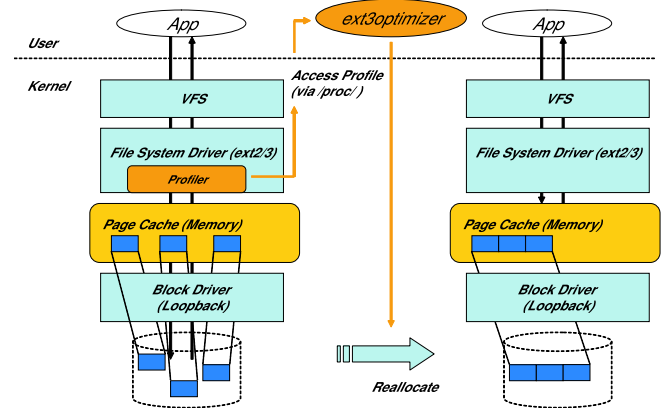 App
ext3optimizer
App
User
Kernel
Access Profile
(via /proc/ )
VFS
VFS
File System Driver (ext2/3)
File System Driver (ext2/3)
Profiler
Page Cache (Memory)
Page Cache (Memory)
Block Driver
(Loopback)
Block Driver
(Loopback)
Reallocate